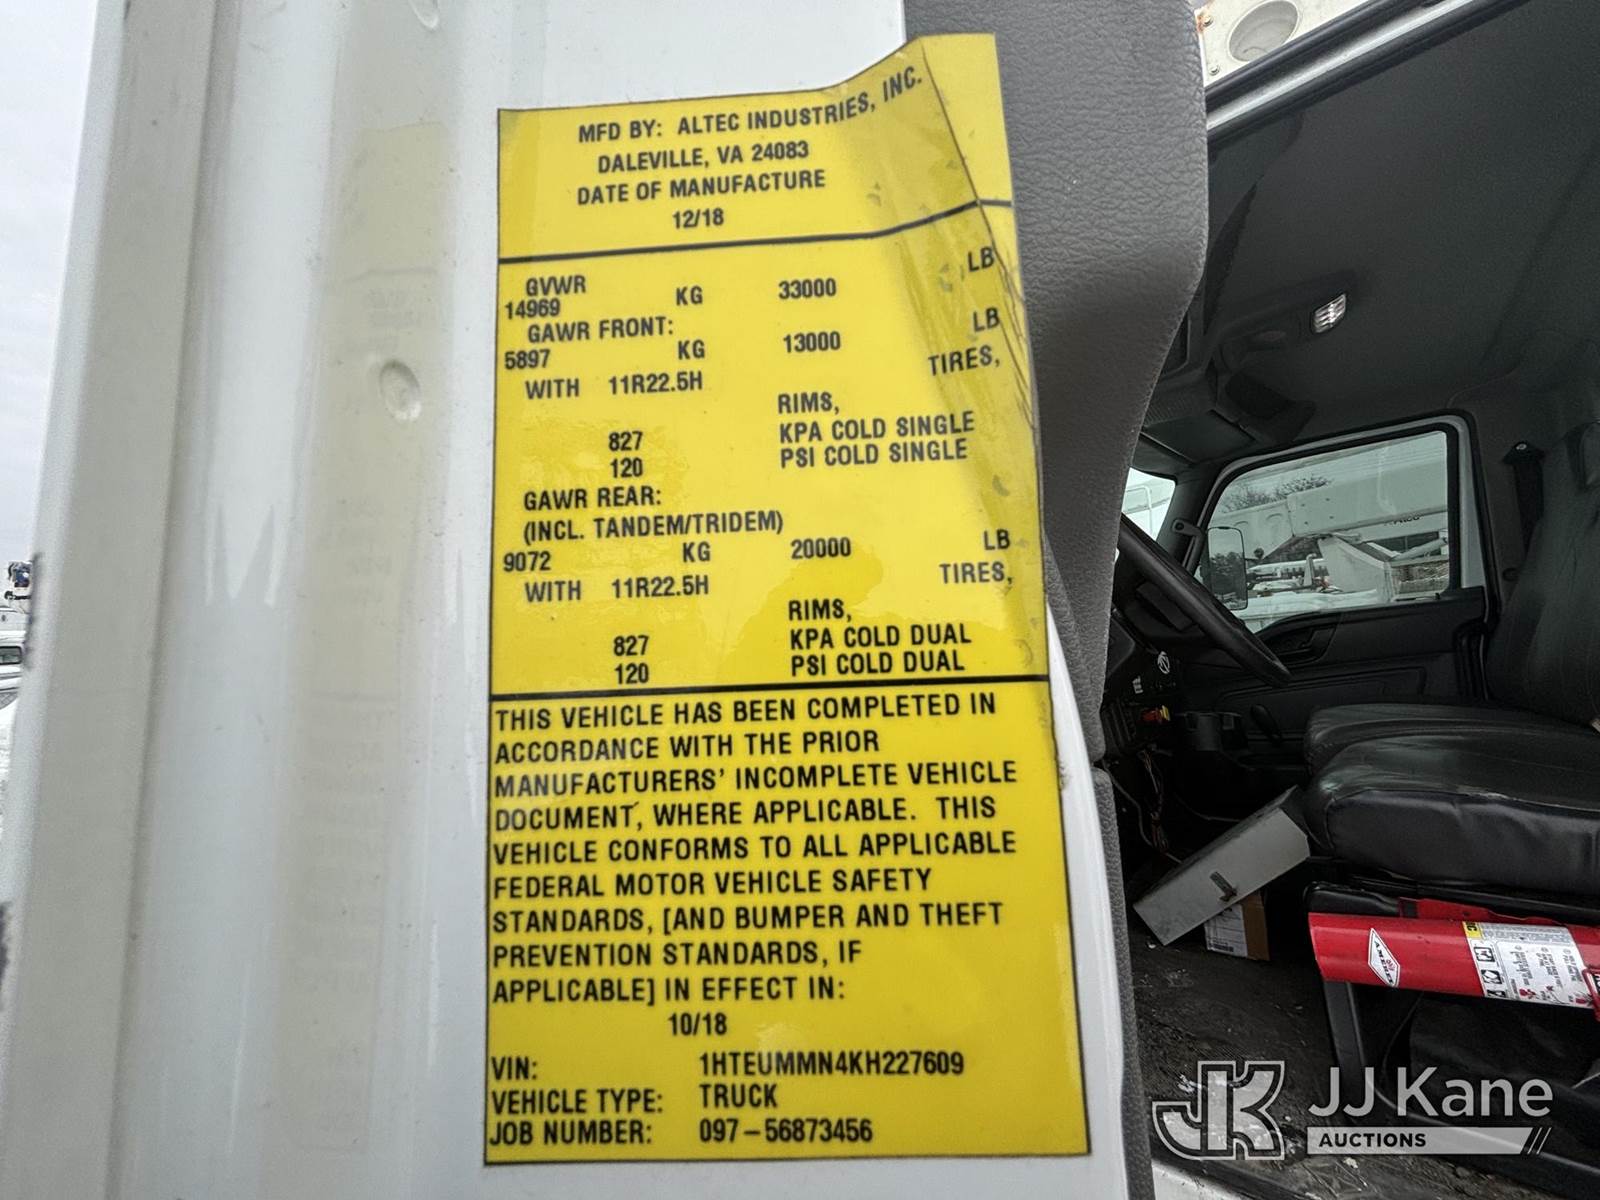 MFD BY: ALTEC INDUSTRIES, INC.
DALEVILLE, VA 24083
DATE OF MANUFACTURE
12/18
GVWR
14969 KG 33000 LB
GAWR FRONT:
5897 KG 13000 LB
WITH 11R22.5H TIRES,
RIMS,
827 KPA COLD SINGLE
120 PSI COLD SINGLE
GAWR REAR:
(INCL. TANDEM/TRIDEM)
9072 KG 20000 LB
WITH 11R22.5H TIRES,
RIMS,
827 KPA COLD DUAL
120 PSI COLD DUAL
THIS VEHICLE HAS BEEN COMPLETED IN
ACCORDANCE WITH THE PRIOR
MANUFACTURERS' INCOMPLETE VEHICLE
DOCUMENT, WHERE APPLICABLE. THIS
VEHICLE CONFORMS TO ALL APPLICABLE
FEDERAL MOTOR VEHICLE SAFETY
STANDARDS, [AND BUMPER AND THEFT
PREVENTION STANDARDS, IF
APPLICABLE] IN EFFECT IN:
10/18
VIN: 1HTEUMMN4KH227609
VEHICLE TYPE: TRUCK
JOB NUMBER: 097-56873456
JK JJ Kane
AUCTIONS